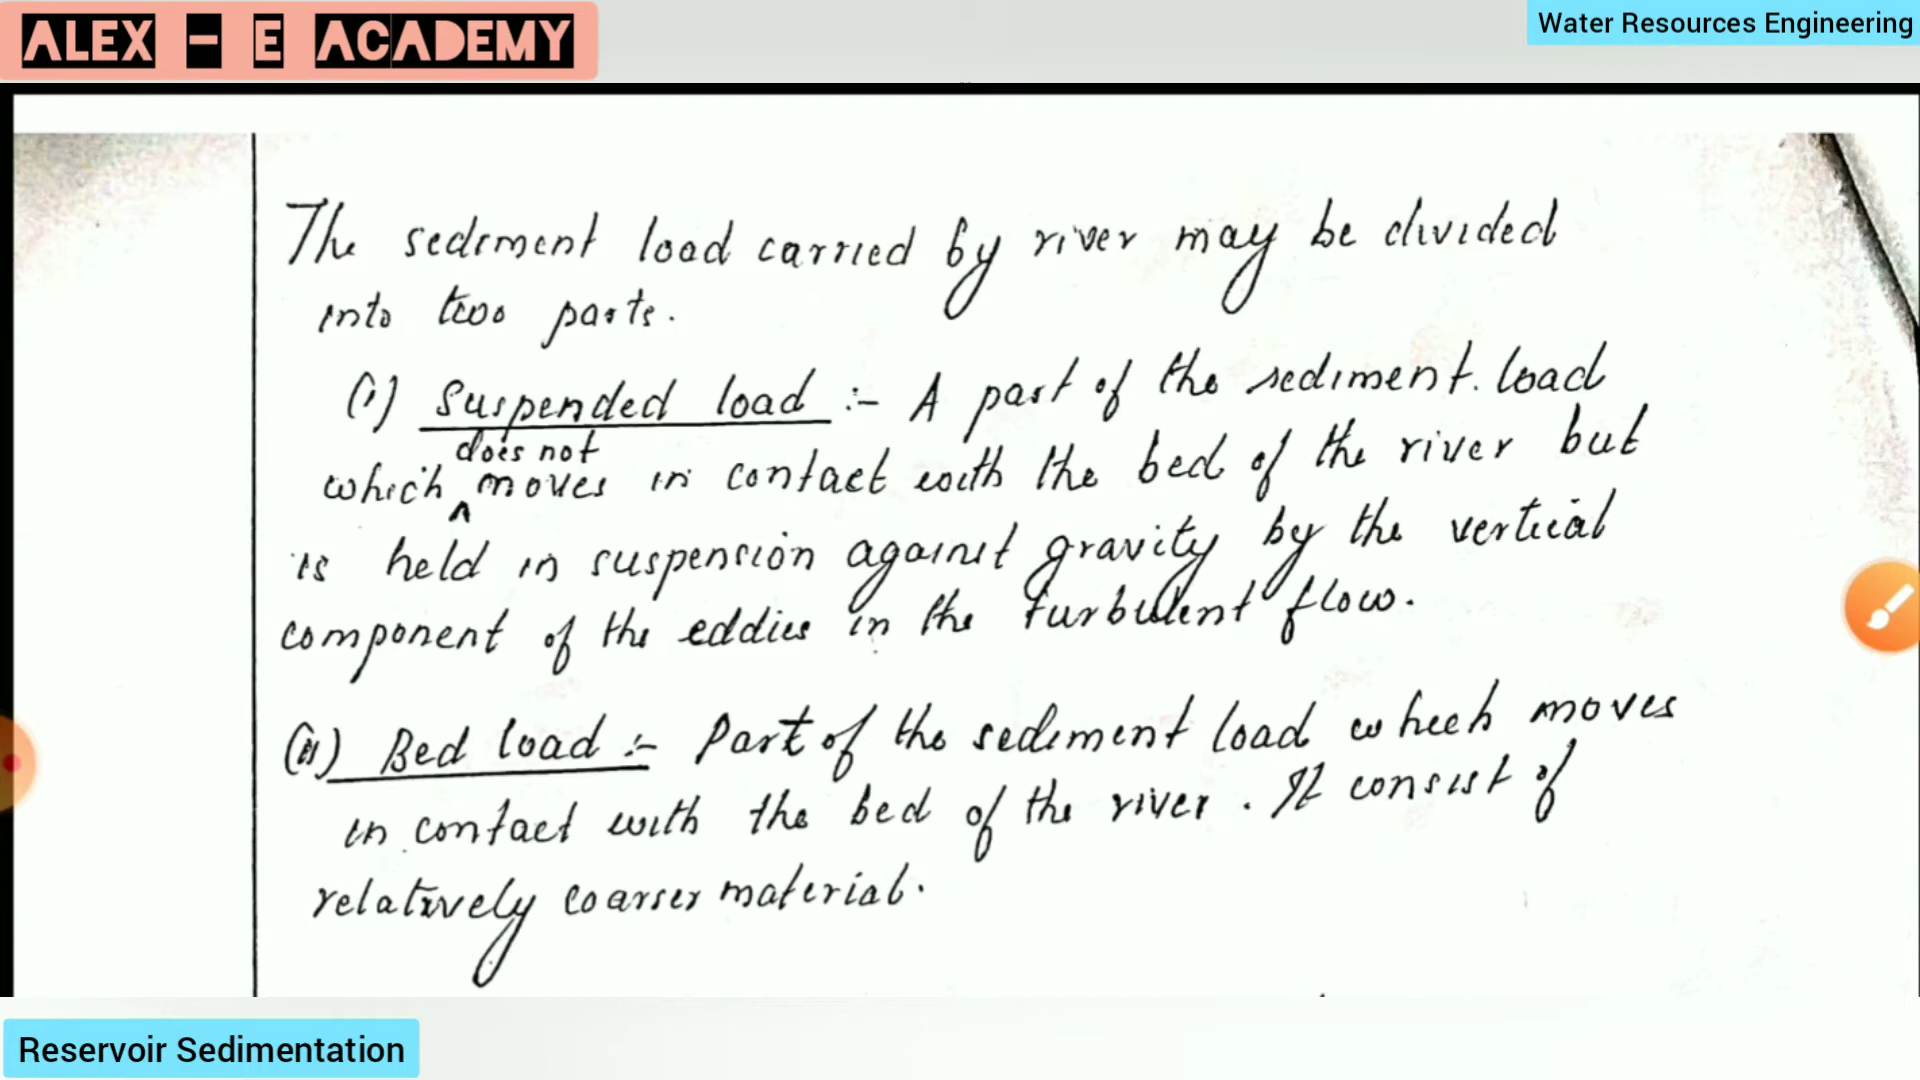 ALEX - E ACADEMY
Water Resources Engineering
The sediment load carried by river may be divided
into two parts.
(i) Suspended load :- A part of the sediment load
does not
which ^ moves in contact with the bed of the river but
is held in suspension against gravity by the vertical
component of the eddies in the turbulent flow.
(ii) Bed load :- Part of the sediment load which moves
in contact with the bed of the river. It consist of
relatively coarser material.
Reservoir Sedimentation